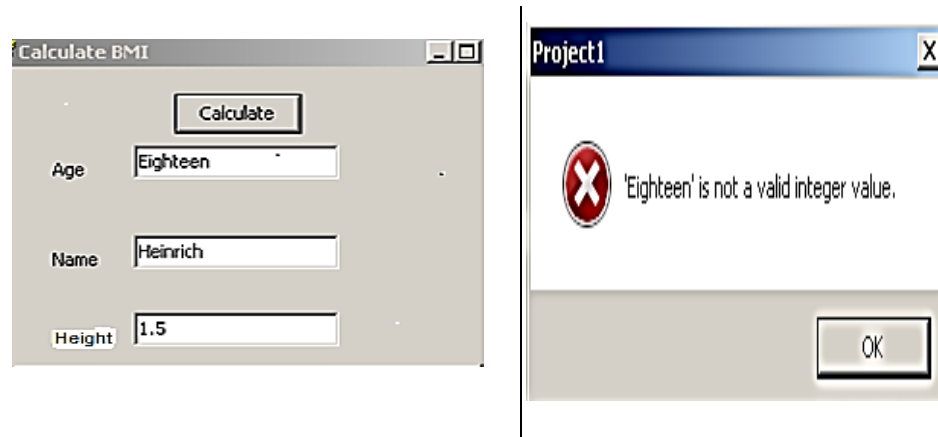 Calculate BMI
Calculate
Age
Eighteen
Name
Heinrich
Height
1.5
Project1
X
'Eighteen' is not a valid integer value.
OK